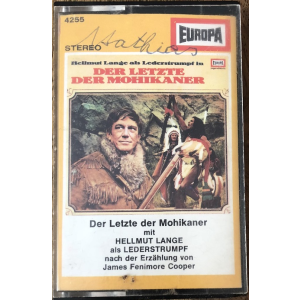 4255
EUROPA
STEREO
Mathias
Hellmut Lange als Lederstrumpf in
DER LETZTE
DER MOHIKANER
Der Letzte der Mohikaner
mit
HELLMUT LANGE
als LEDERSTRUMPF
nach der Erzählung von
James Fenimore Cooper